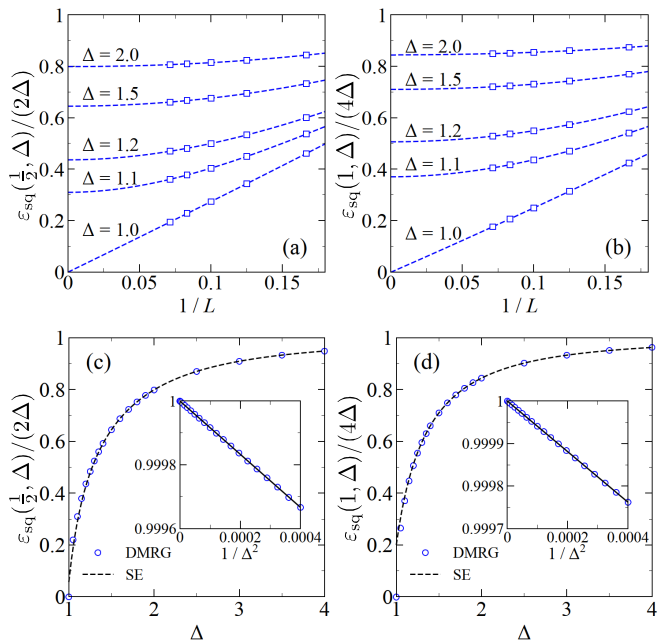 ε_sq(1/2, Δ)/(2Δ)
1
0.8
0.6
0.4
0.2
0
Δ = 2.0
Δ = 1.5
Δ = 1.2
Δ = 1.1
Δ = 1.0
(a)
0 0.05 0.1 0.15
1 / L
ε_sq(1, Δ)/(4Δ)
1
0.8
0.6
0.4
0.2
0
Δ = 2.0
Δ = 1.5
Δ = 1.2
Δ = 1.1
Δ = 1.0
(b)
0 0.05 0.1 0.15
1 / L
ε_sq(1/2, Δ)/(2Δ)
1
0.8
0.6
0.4
0.2
0
(c)
1
0.9998
0.9996
0 0.0002 0.0004
1 / Δ²
DMRG
SE
1 2 3 4
Δ
ε_sq(1, Δ)/(4Δ)
1
0.8
0.6
0.4
0.2
0
(d)
1
0.9999
0.9998
0.9997
0 0.0002 0.0004
1 / Δ²
DMRG
SE
1 2 3 4
Δ